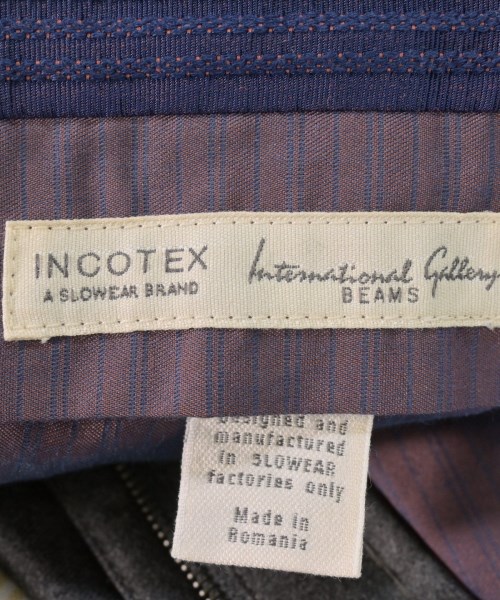 INCOTEX
A SLOWEAR BRAND
International Gallery
BEAMS
Designed and
manufactured
in SLOWEAR
factories only
Made in
Romania